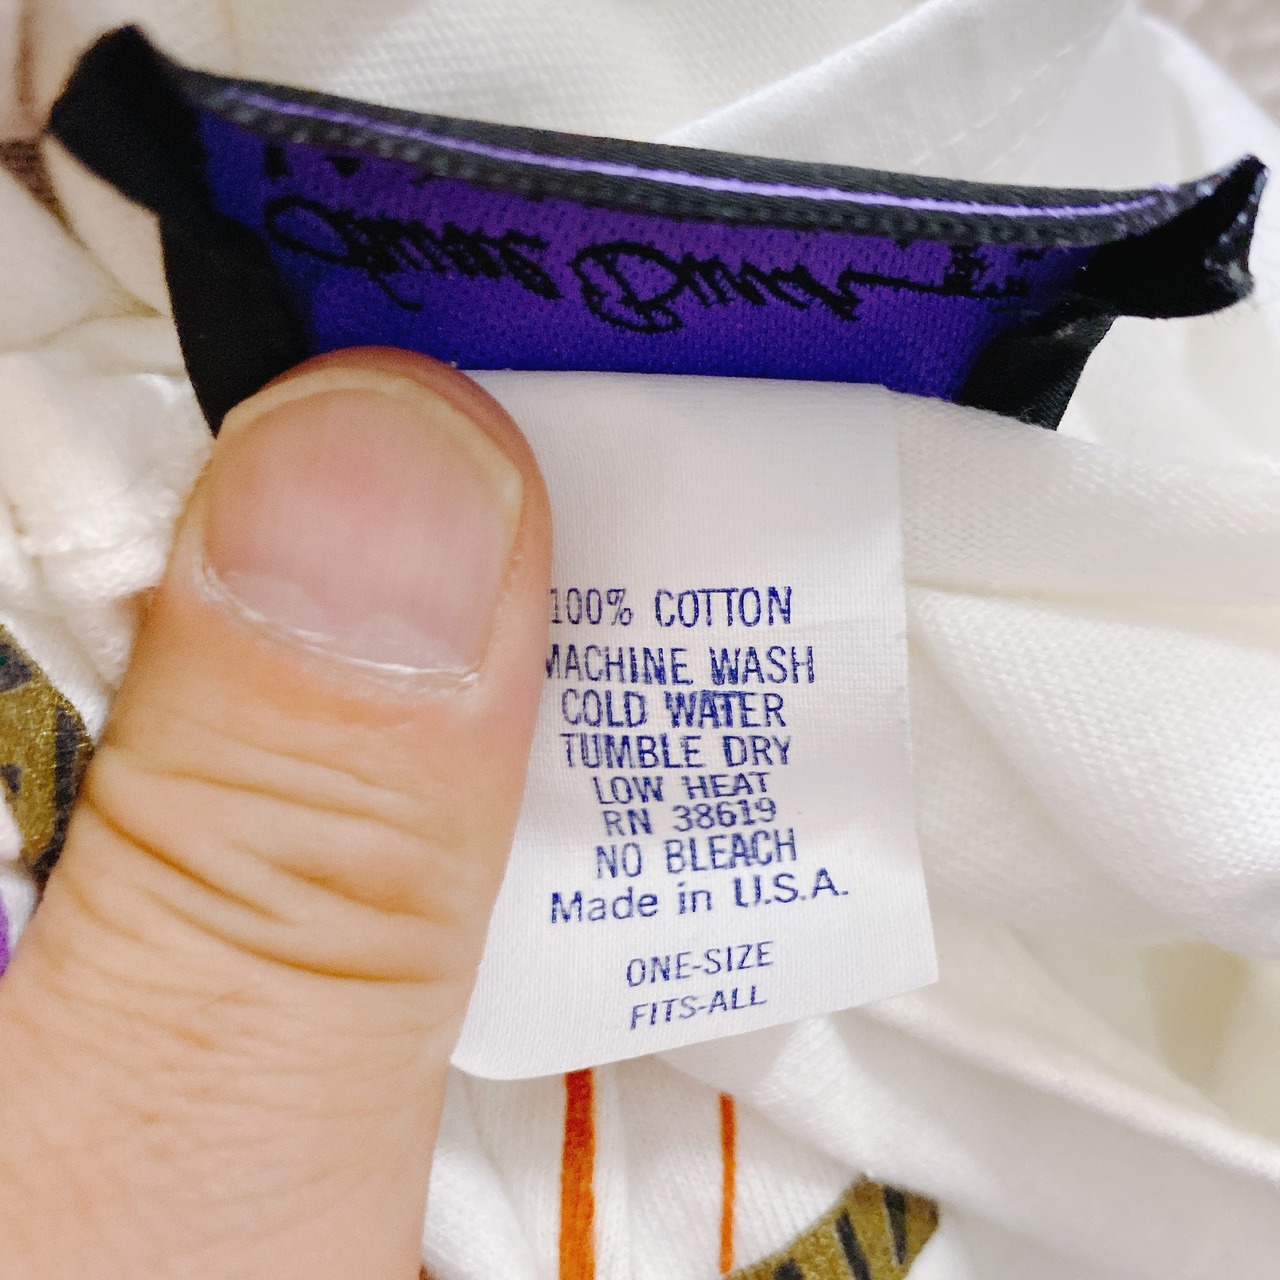 100% COTTON
MACHINE WASH
COLD WATER
TUMBLE DRY
LOW HEAT
RN 38619
NO BLEACH
Made in U.S.A.
ONE-SIZE
FITS-ALL